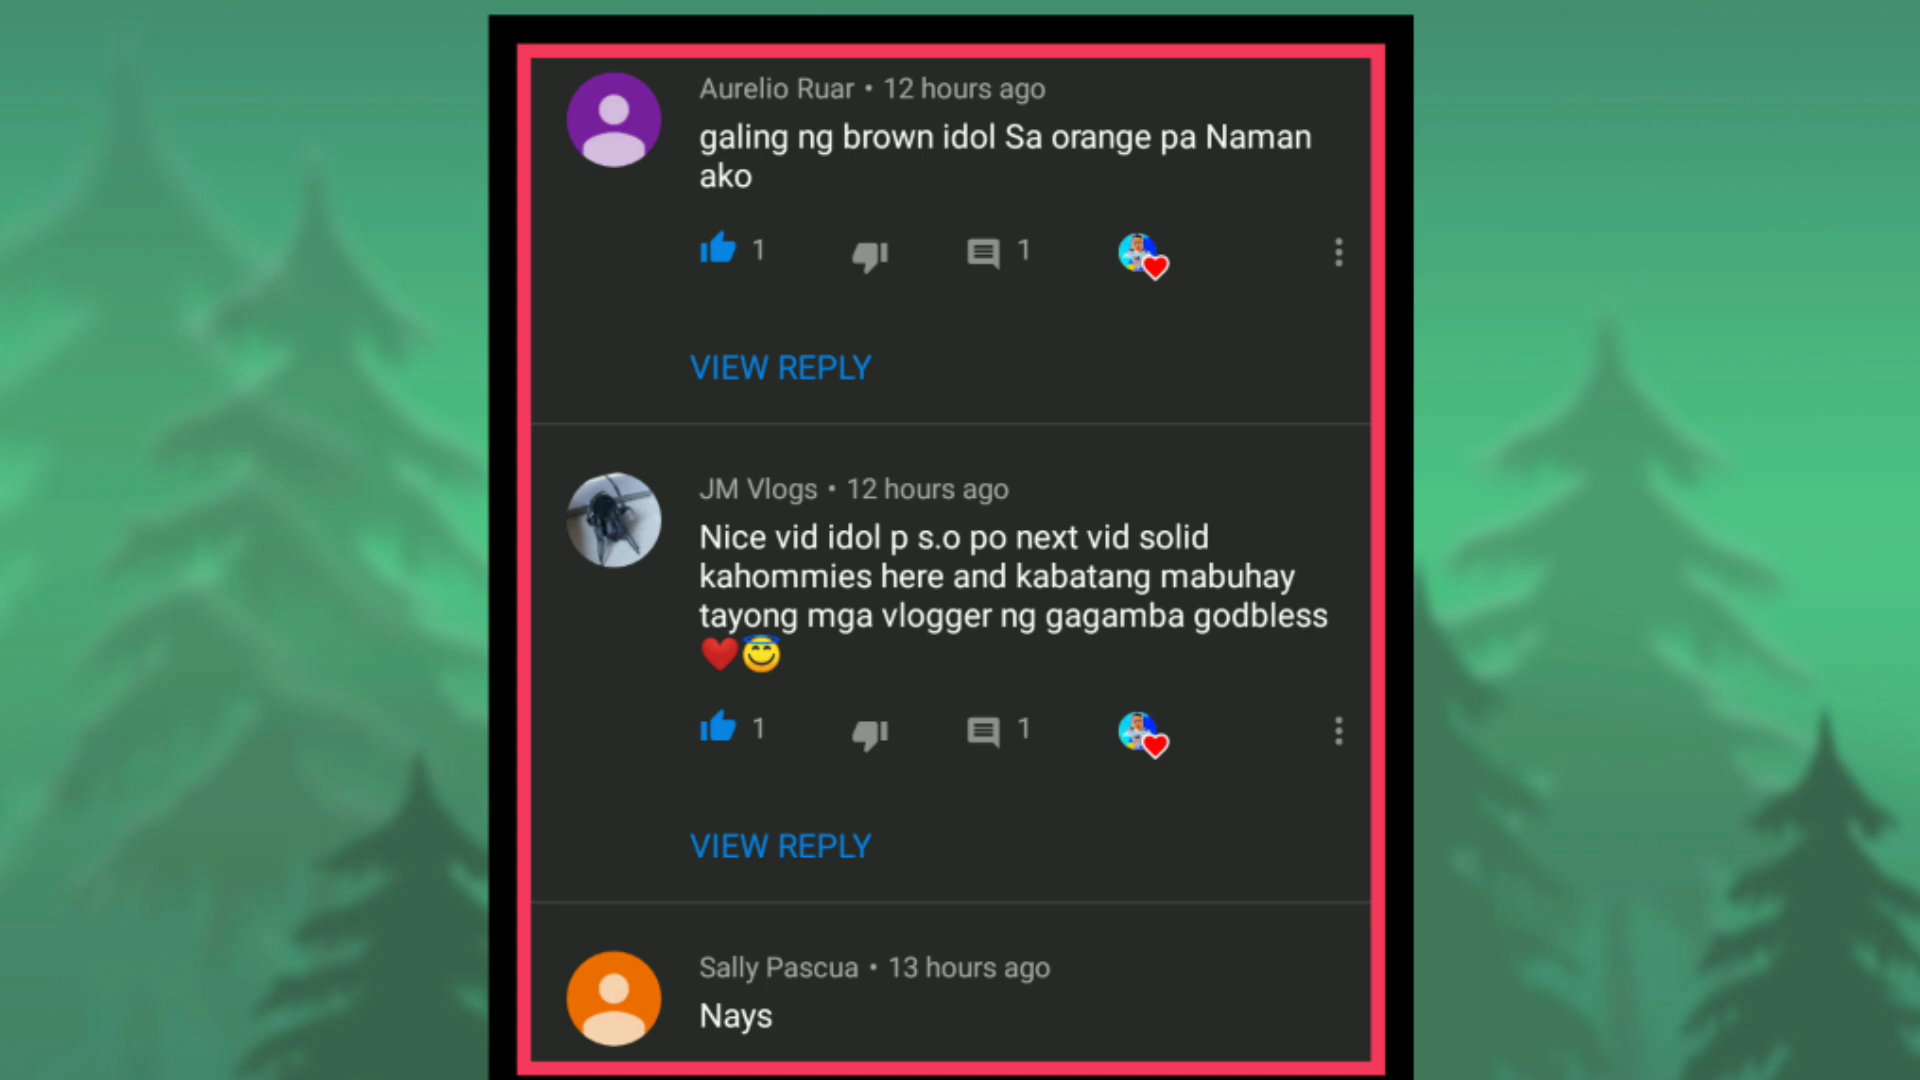 Aurelio Ruar • 12 hours ago
galing ng brown idol Sa orange pa Naman
ako
1
1
VIEW REPLY
JM Vlogs • 12 hours ago
Nice vid idol p s.o po next vid solid
kahommies here and kabatang mabuhay
tayong mga vlogger ng gagamba godbless
❤️😇
1
1
VIEW REPLY
Sally Pascua • 13 hours ago
Nays